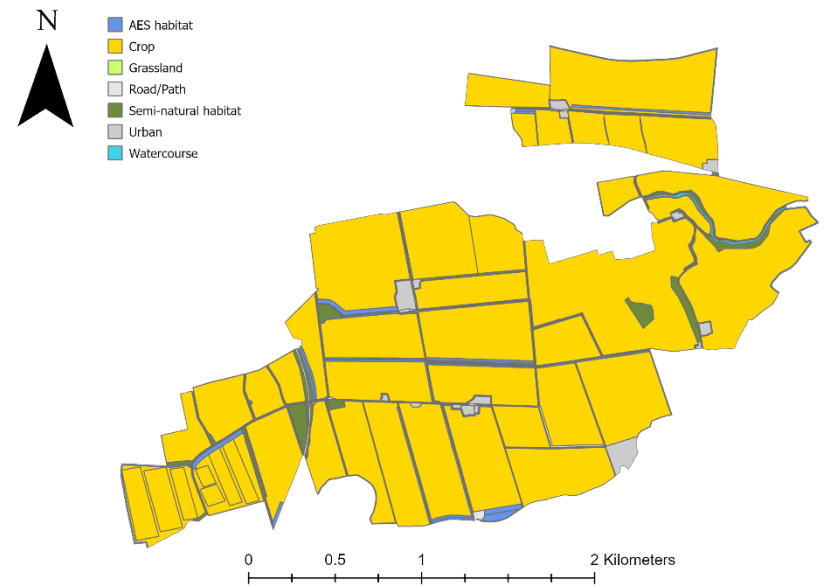 N
AES habitat
Crop
Grassland
Road/Path
Semi-natural habitat
Urban
Watercourse
0 0.5 1 2 Kilometers